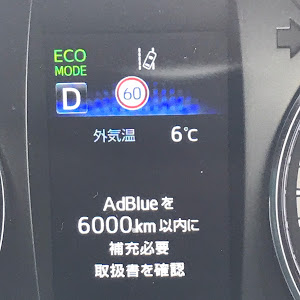 ECO
MODE
D
60
外気温 6℃
AdBlueを
6000km以内に
補充必要
取扱書を確認